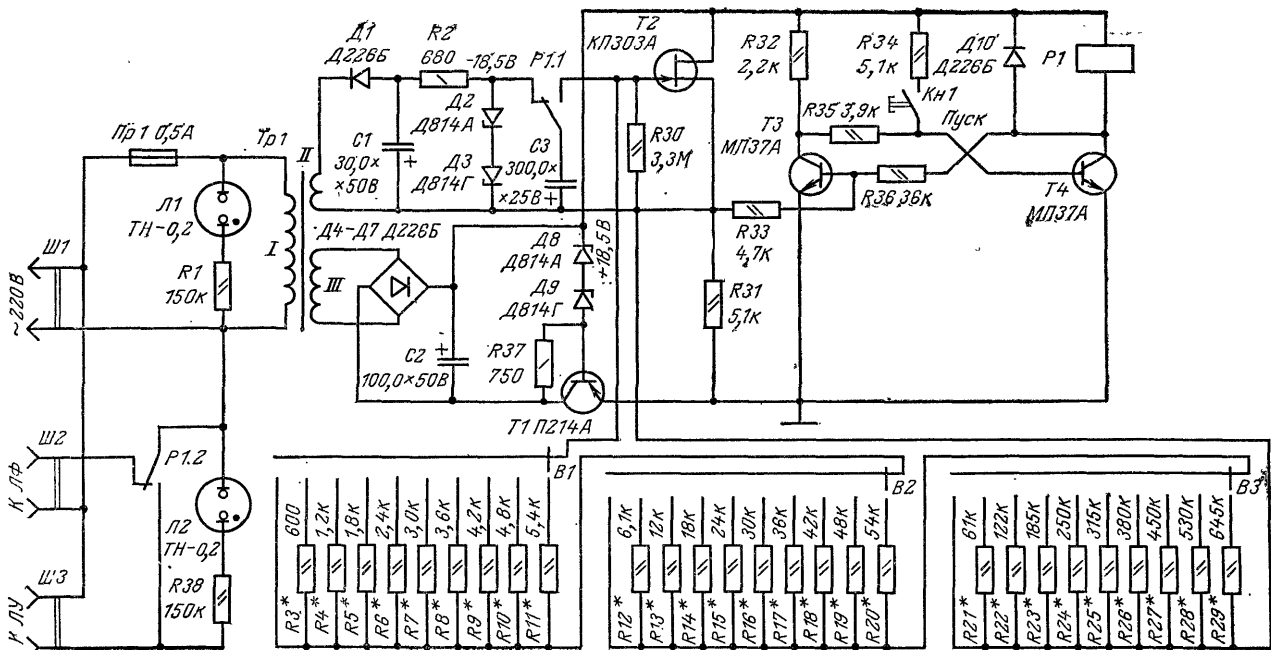 Д1
Д226Б
R2
680
-18,5В
Р1.1
Т2
КП303А
R32
2,2к
R34
5,1к
Д10
Д226Б
Р1
Кн1
Пуск
R35 3,9к
Пр1 0,5А
Тр1
II
С1
30,0×
×50В
+
Д2
Д814А
Д3
Д814Г
С3
300,0×
×25В +
R30
3,3М
Т3
МП37А
R36 36к
Т4
МП37А
Л1
ТН-0,2
I
Д4-Д7 Д226Б
Д8
Д814А
+18,5В
R33
4,7к
Ш1
~220В
R1
150к
III
Д9
Д814Г
R31
5,1к
С2
+
100,0×50В
R37
750
Т1 П214А
Ш2
К ЛФ
Р1.2
В1
В2
В3
Л2
ТН-0,2
600
1,2к
1,8к
2,4к
3,0к
3,6к
4,2к
4,8к
5,4к
6,1к
12к
18к
24к
30к
36к
42к
48к
54к
61к
122к
185к
250к
315к
380к
450к
530к
645к
Ш3
К ЛУ
R38
150к
R3*
R4*
R5*
R6*
R7*
R8*
R9*
R10*
R11*
R12*
R13*
R14*
R15*
R16*
R17*
R18*
R19*
R20*
R21*
R22*
R23*
R24*
R25*
R26*
R27*
R28*
R29*